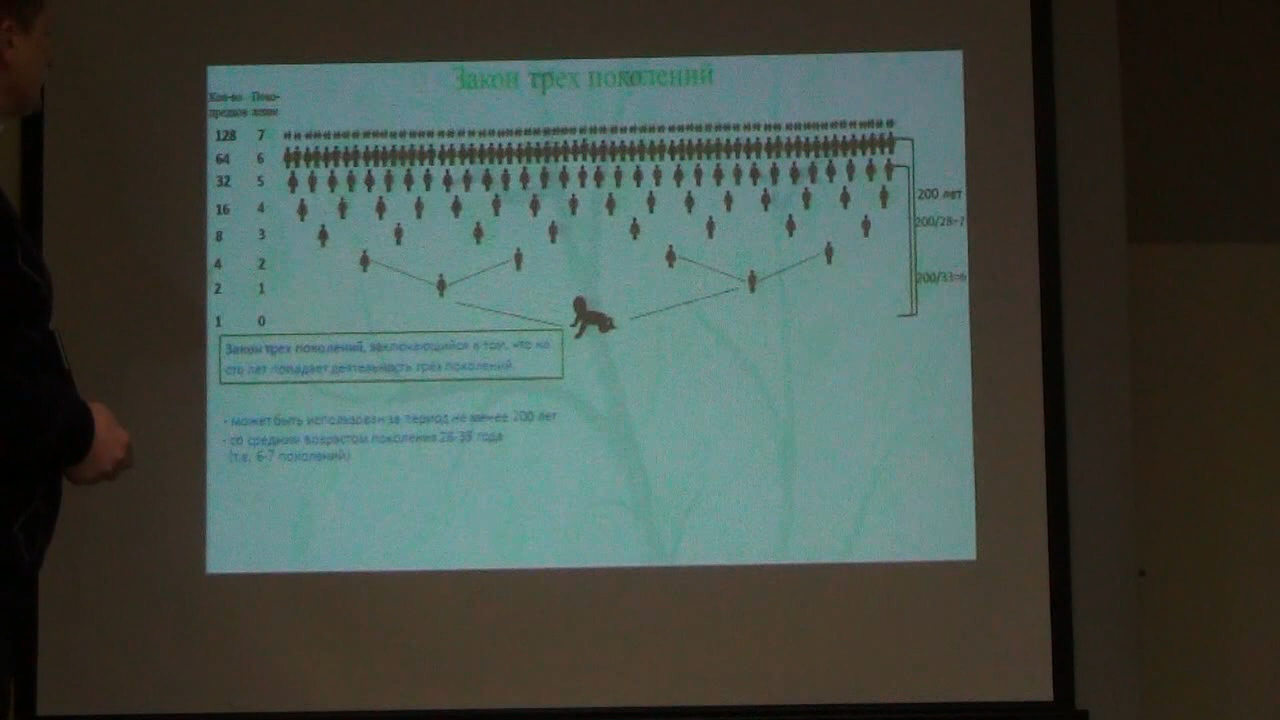 Закон трех поколений
Кол-во Поко-
предков ление
128 7
64 6
32 5
16 4
8 3
4 2
2 1
1 0
200 лет
200/28=7
200/33=6
Закон трех поколений, заключающийся в том, что на
сто лет попадает деятельность трёх поколений.
- может быть использован за период не менее 200 лет
- со средним возрастом поколения 28-33 года
(т.е. 6-7 поколений)